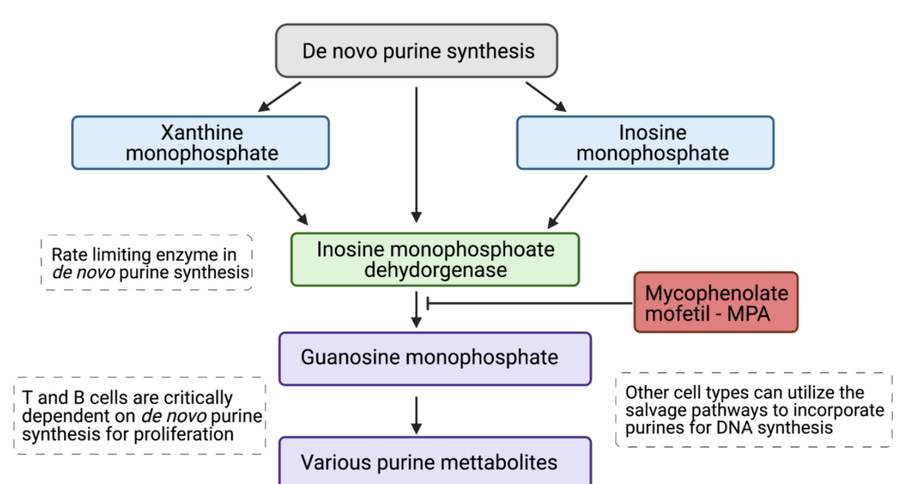 De novo purine synthesis
Xanthine
monophosphate
Inosine
monophosphate
Rate limiting enzyme in
de novo purine synthesis
Inosine monophosphoate
dehydorgenase
Mycophenolate
mofetil - MPA
Guanosine monophosphate
T and B cells are critically
dependent on de novo purine
synthesis for proliferation
Other cell types can utilize the
salvage pathways to incorporate
purines for DNA synthesis
Various purine mettabolites